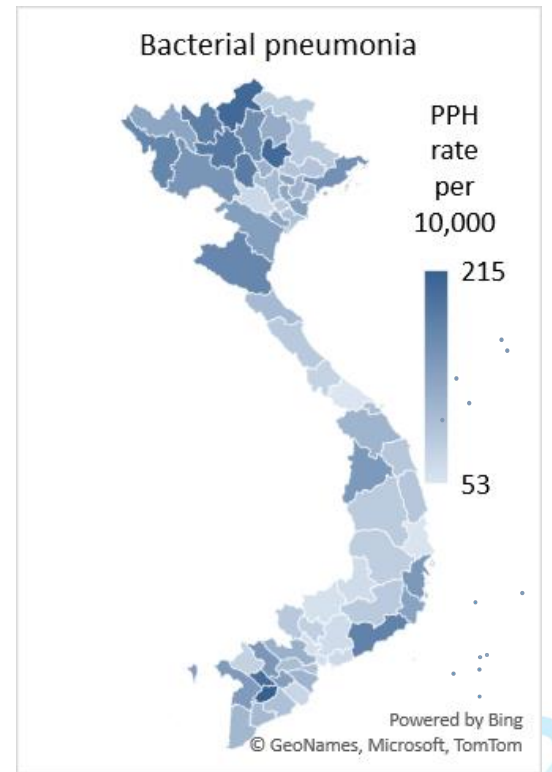 Bacterial pneumonia
PPH
rate
per
10,000
215
53
Powered by Bing
© GeoNames, Microsoft, TomTom